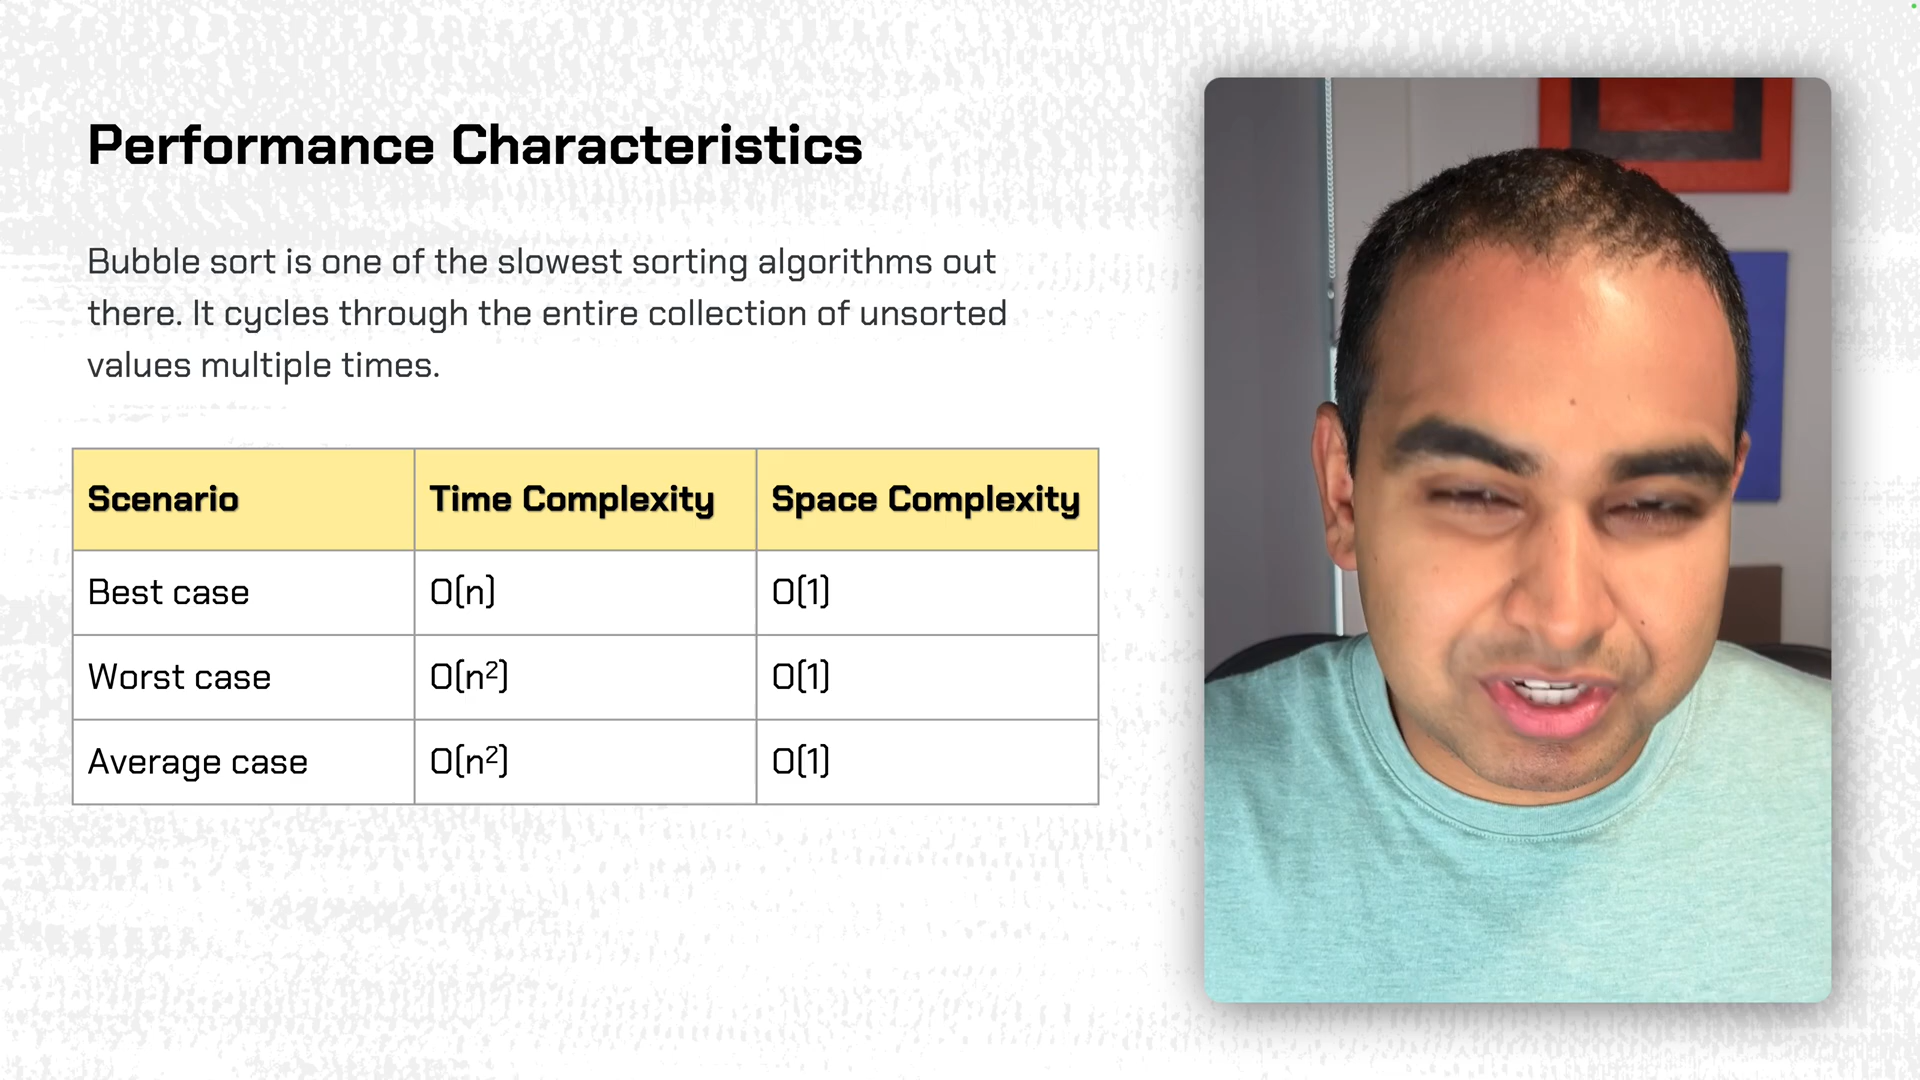 Performance Characteristics
Bubble sort is one of the slowest sorting algorithms out
there. It cycles through the entire collection of unsorted
values multiple times.
Scenario Time Complexity Space Complexity
Best case O(n) O(1)
Worst case O(n²) O(1)
Average case O(n²) O(1)